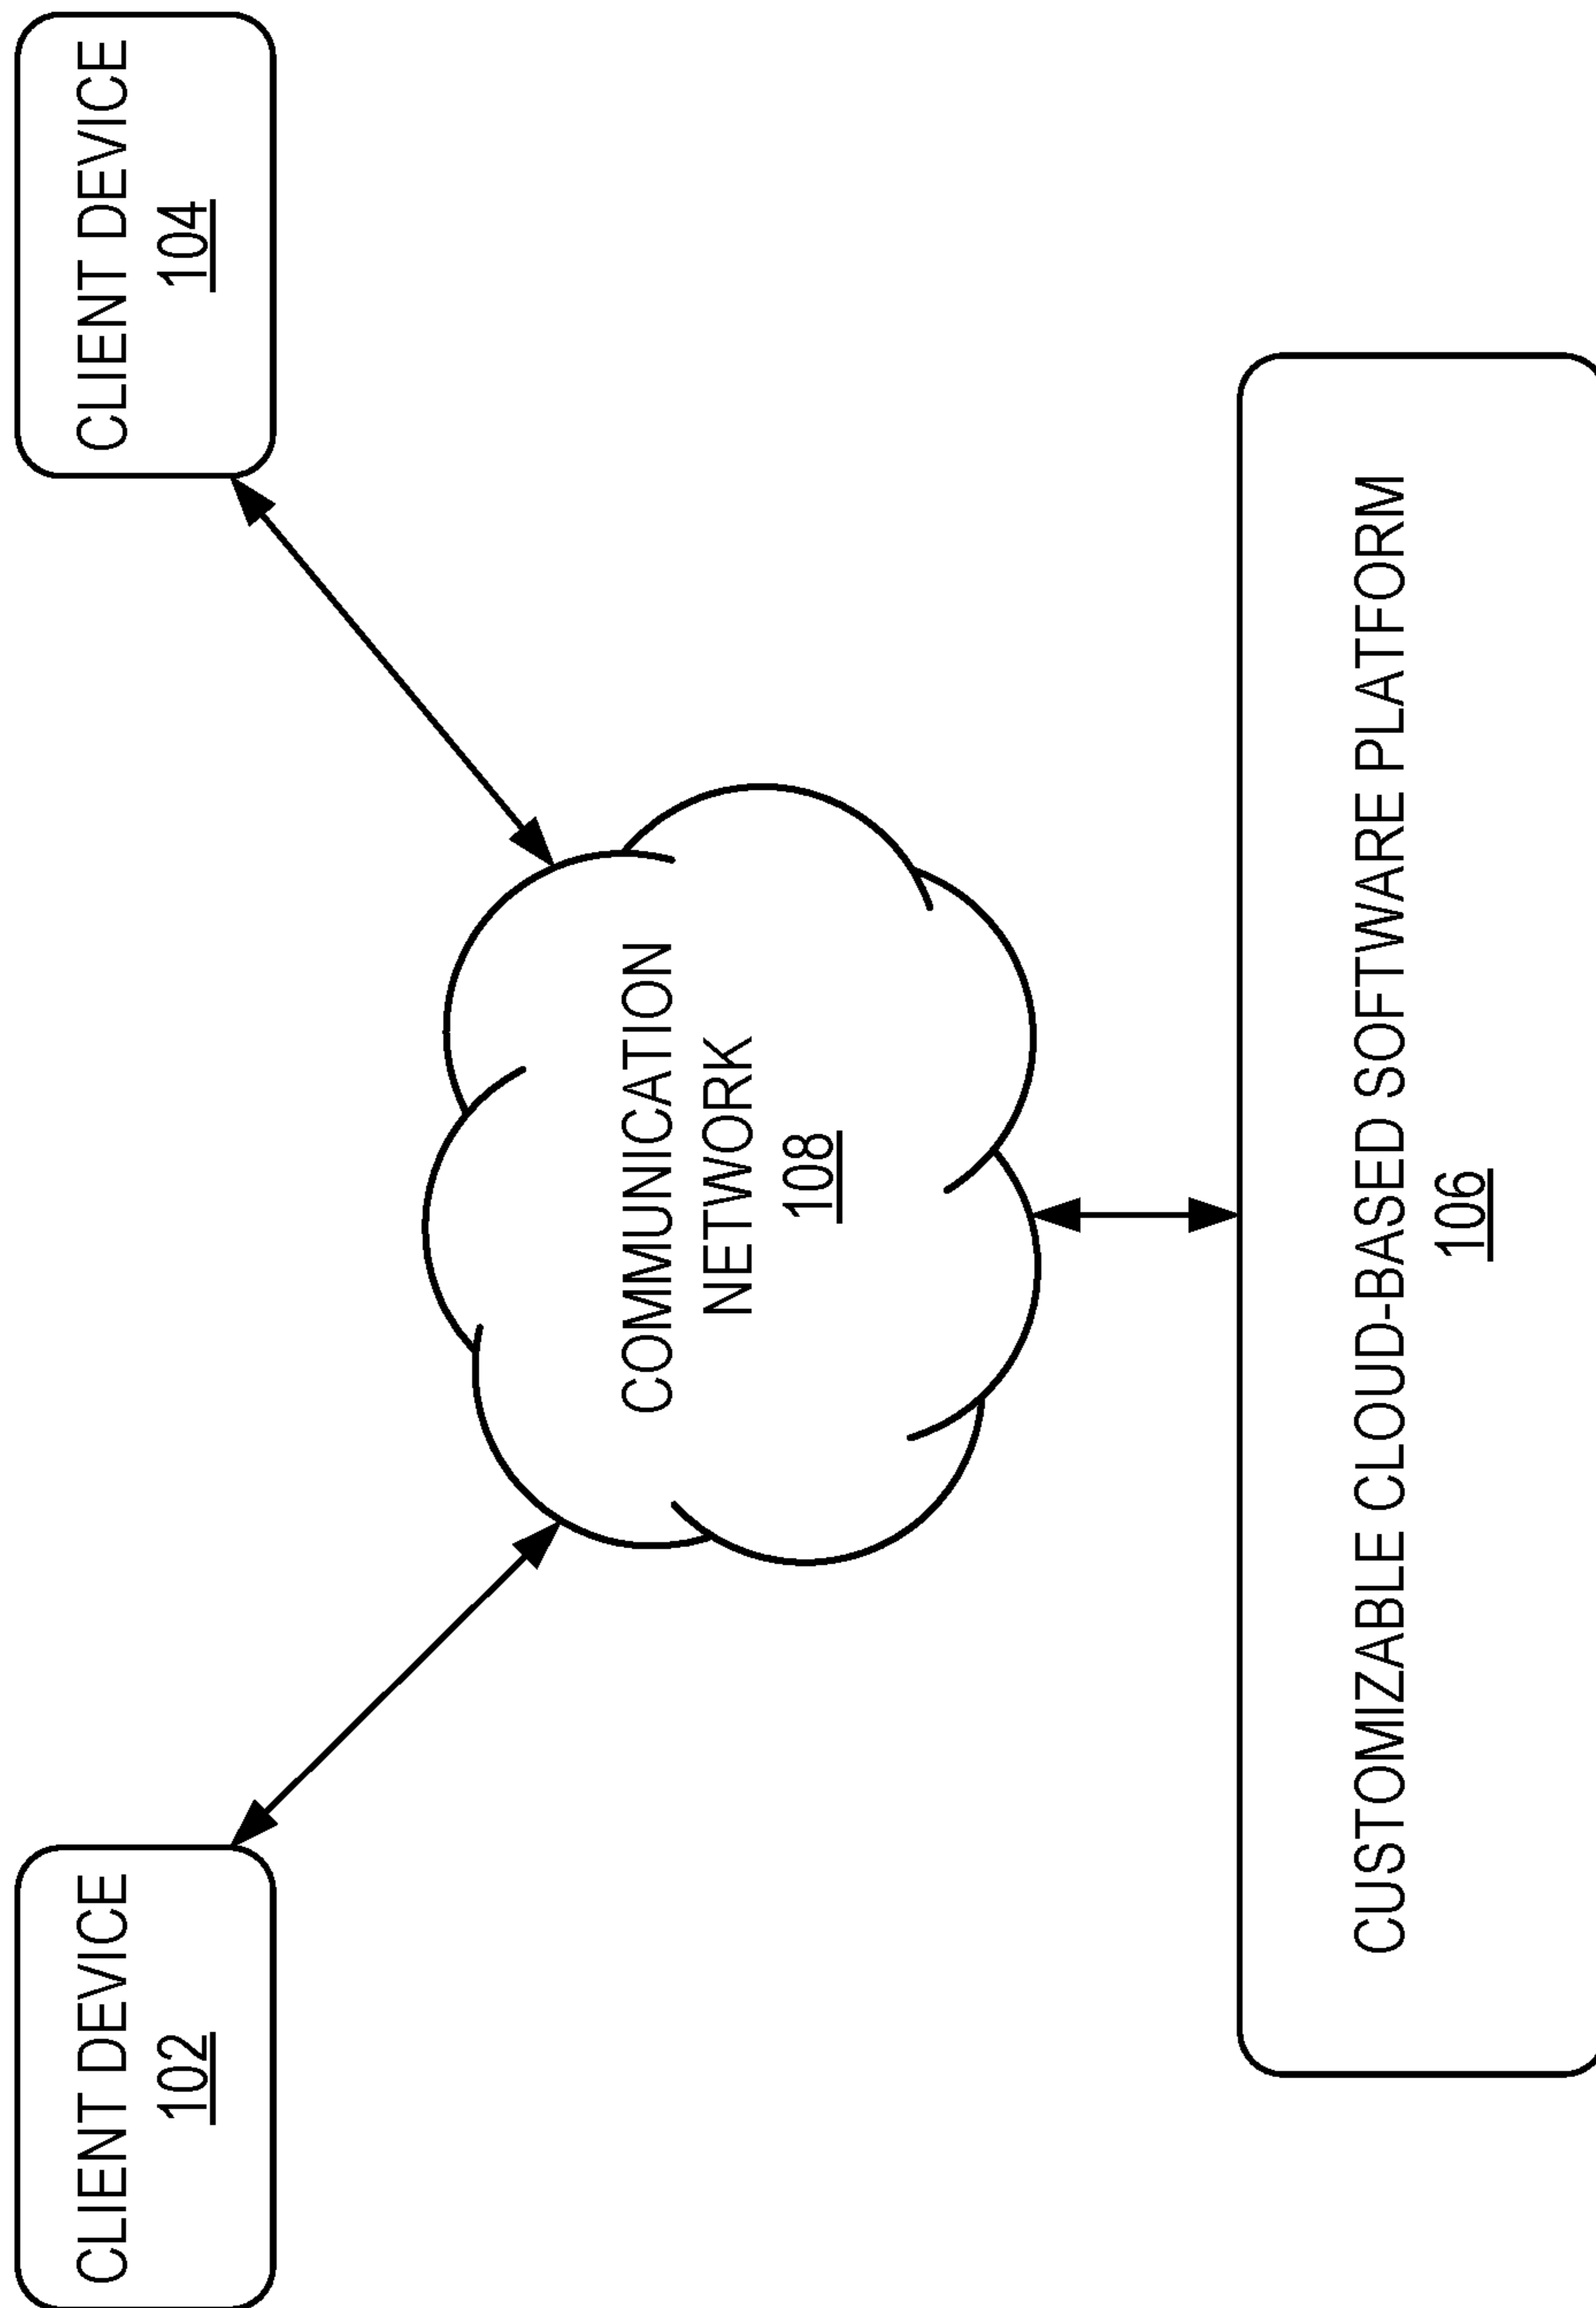 CLIENT DEVICE
102
CLIENT DEVICE
104
COMMUNICATION
NETWORK
108
CUSTOMIZABLE CLOUD-BASED SOFTWARE PLATFORM
106